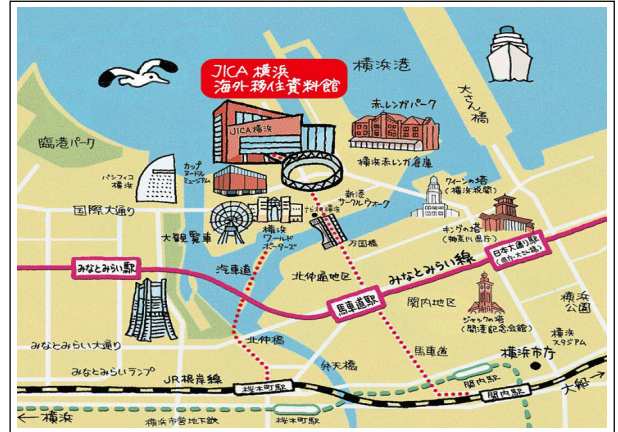 JICA 横浜
海外移住資料館
横浜港
大さん橋
赤レンガパーク
JICA横浜
臨港パーク
パシフィコ
横浜
カップ
ヌードル
ミュージアム
横浜赤レンガ倉庫
クイーンの塔
(横浜税関)
新港
サークルウォーク
国際大通り
大観覧車
横浜
ワールド
ポーターズ
万国橋
キングの塔
(神奈川県庁)
日本大通り駅
みなとみらい線
みなとみらい駅
汽車道
北仲通地区
馬車道駅
関内地区
ジャックの塔
(開港記念会館)
横浜
公園
横浜
スタジアム
みなとみらい大通り
北仲橋
弁天橋
馬車道
横浜市庁
みなとみらいランプ
JR根岸線
桜木町駅
関内駅
大船→
←横浜
横浜市営地下鉄
桜木町駅
関内駅